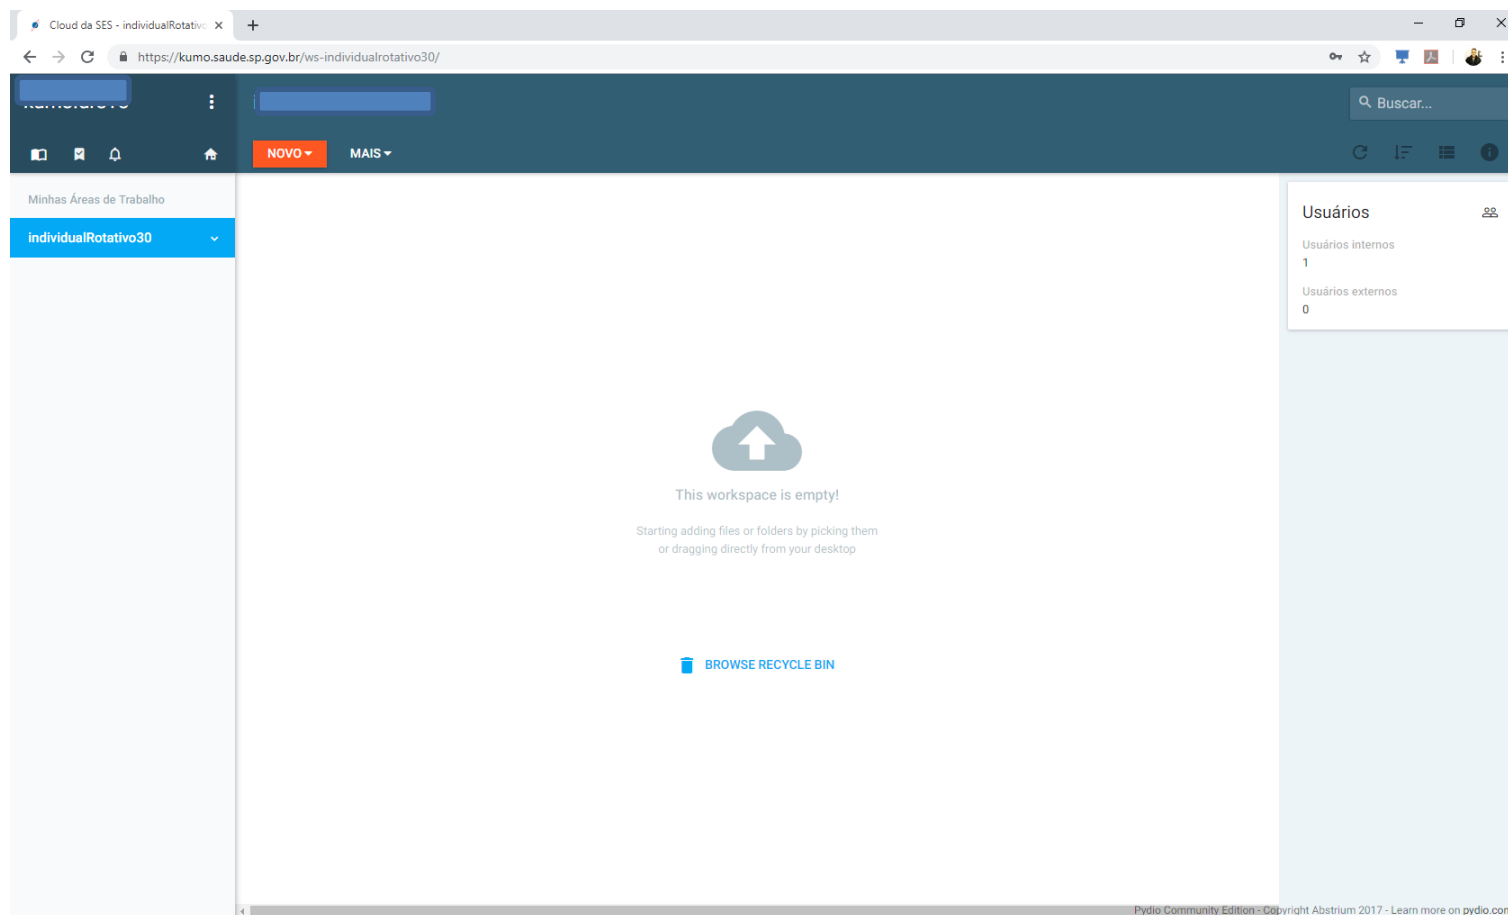 Cloud da SES - individualRotativo
https://kumo.saude.sp.gov.br/ws-individualrotativo30/
Buscar...
NOVO
MAIS
Minhas Áreas de Trabalho
individualRotativo30
Usuários
Usuários internos
1
Usuários externos
0
This workspace is empty!
Starting adding files or folders by picking them
or dragging directly from your desktop
BROWSE RECYCLE BIN
Pydio Community Edition - Copyright Abstrium 2017 - Learn more on pydio.com